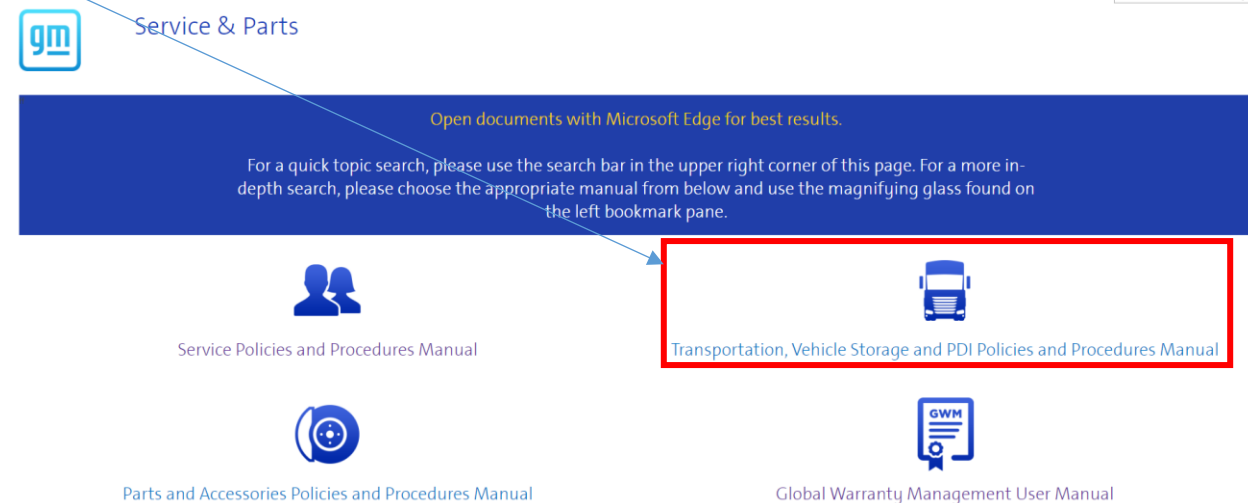 gm
Service & Parts
Open documents with Microsoft Edge for best results.
For a quick topic search, please use the search bar in the upper right corner of this page. For a more in-
depth search, please choose the appropriate manual from below and use the magnifying glass found on
the left bookmark pane.
Service Policies and Procedures Manual
Transportation, Vehicle Storage and PDI Policies and Procedures Manual
GWM
Parts and Accessories Policies and Procedures Manual
Global Warranty Management User Manual